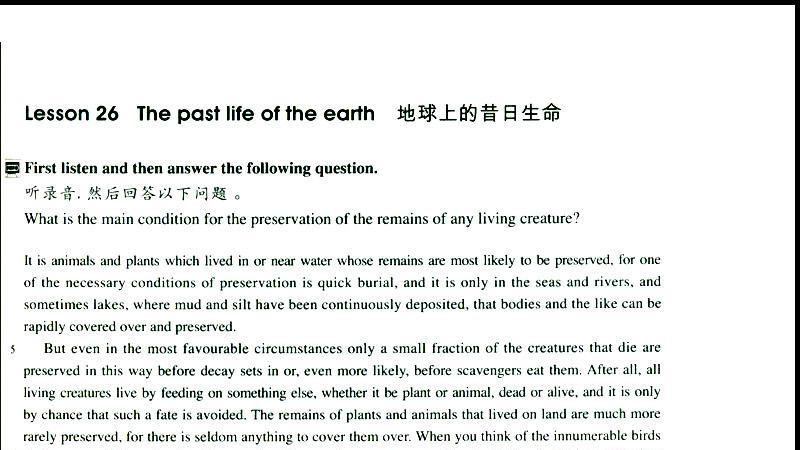 Lesson 26 The past life of the earth 地球上的昔日生命
First listen and then answer the following question.
听录音，然后回答以下问题。
What is the main condition for the preservation of the remains of any living creature?
It is animals and plants which lived in or near water whose remains are most likely to be preserved, for one
of the necessary conditions of preservation is quick burial, and it is only in the seas and rivers, and
sometimes lakes, where mud and silt have been continuously deposited, that bodies and the like can be
rapidly covered over and preserved.
5 But even in the most favourable circumstances only a small fraction of the creatures that die are
preserved in this way before decay sets in or, even more likely, before scavengers eat them. After all, all
living creatures live by feeding on something else, whether it be plant or animal, dead or alive, and it is only
by chance that such a fate is avoided. The remains of plants and animals that lived on land are much more
rarely preserved, for there is seldom anything to cover them over. When you think of the innumerable birds